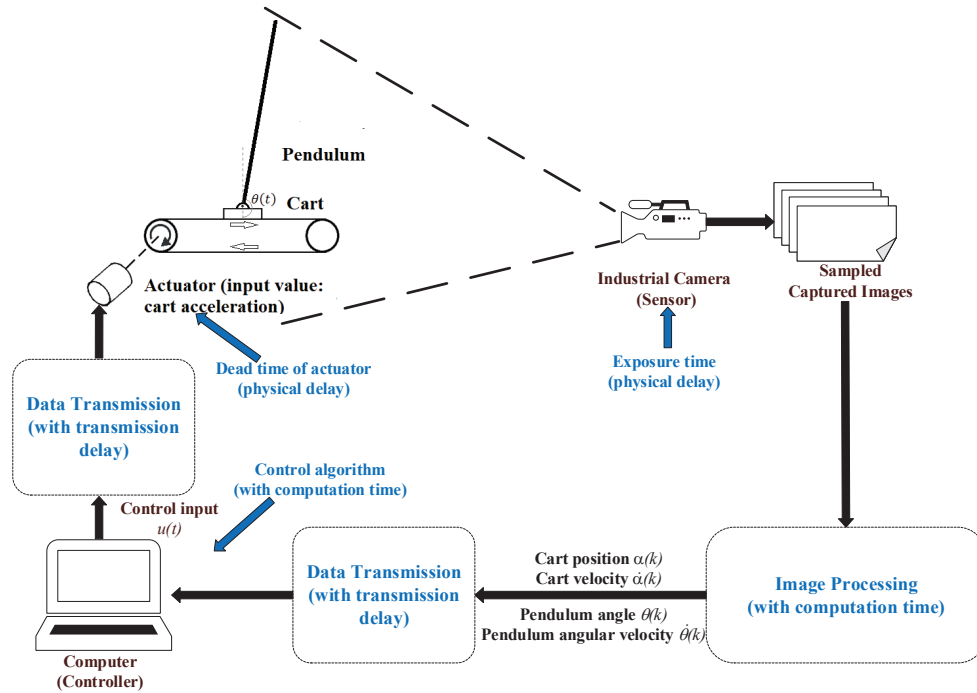 Pendulum
θ(t)
Cart
Actuator (input value:
cart acceleration)
Industrial Camera
(Sensor)
Sampled
Captured Images
Dead time of actuator
(physical delay)
Exposure time
(physical delay)
Data Transmission
(with transmission
delay)
Control algorithm
(with computation time)
Control input
u(t)
Data Transmission
(with transmission
delay)
Cart position α(k)
Cart velocity α̇(k)
Pendulum angle θ(k)
Pendulum angular velocity θ̇(k)
Image Processing
(with computation time)
Computer
(Controller)